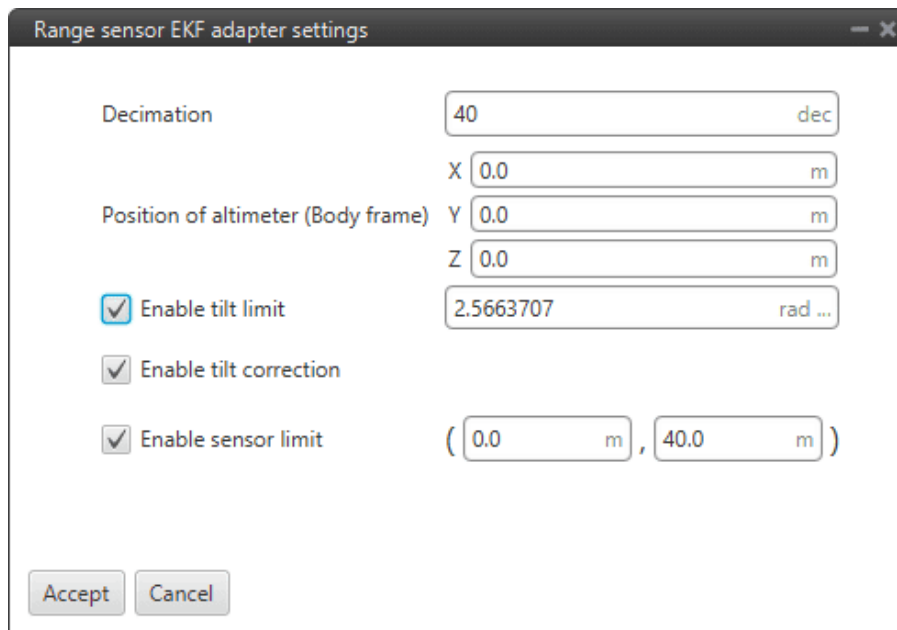 Range sensor EKF adapter settings
Decimation 40 dec
X 0.0 m
Position of altimeter (Body frame) Y 0.0 m
Z 0.0 m
Enable tilt limit 2.5663707 rad ...
Enable tilt correction
Enable sensor limit ( 0.0 m , 40.0 m )
Accept Cancel